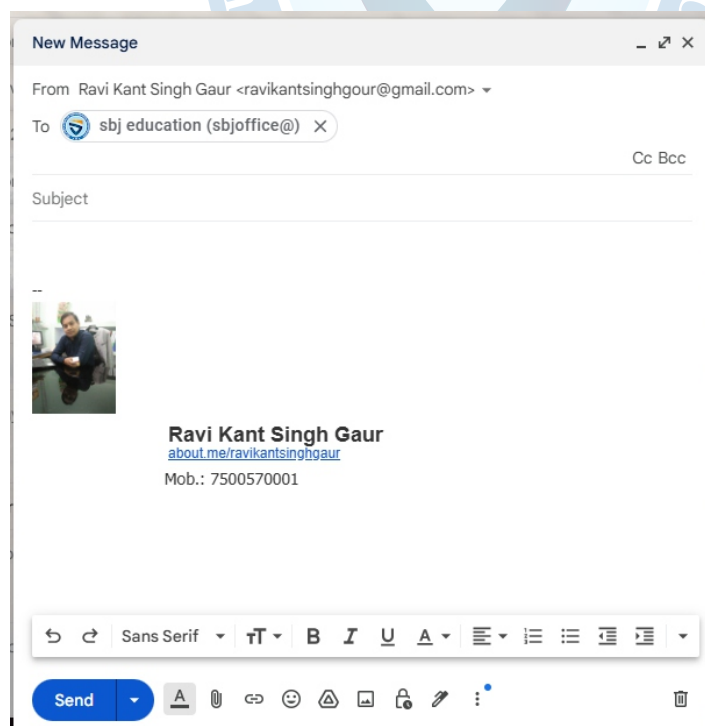 New Message
From Ravi Kant Singh Gaur <ravikantsinghgour@gmail.com>
To sbj education (sbjoffice@)
Cc Bcc
Subject
--
Ravi Kant Singh Gaur
about.me/ravikantsinghgaur
Mob.: 7500570001
Sans Serif
Send